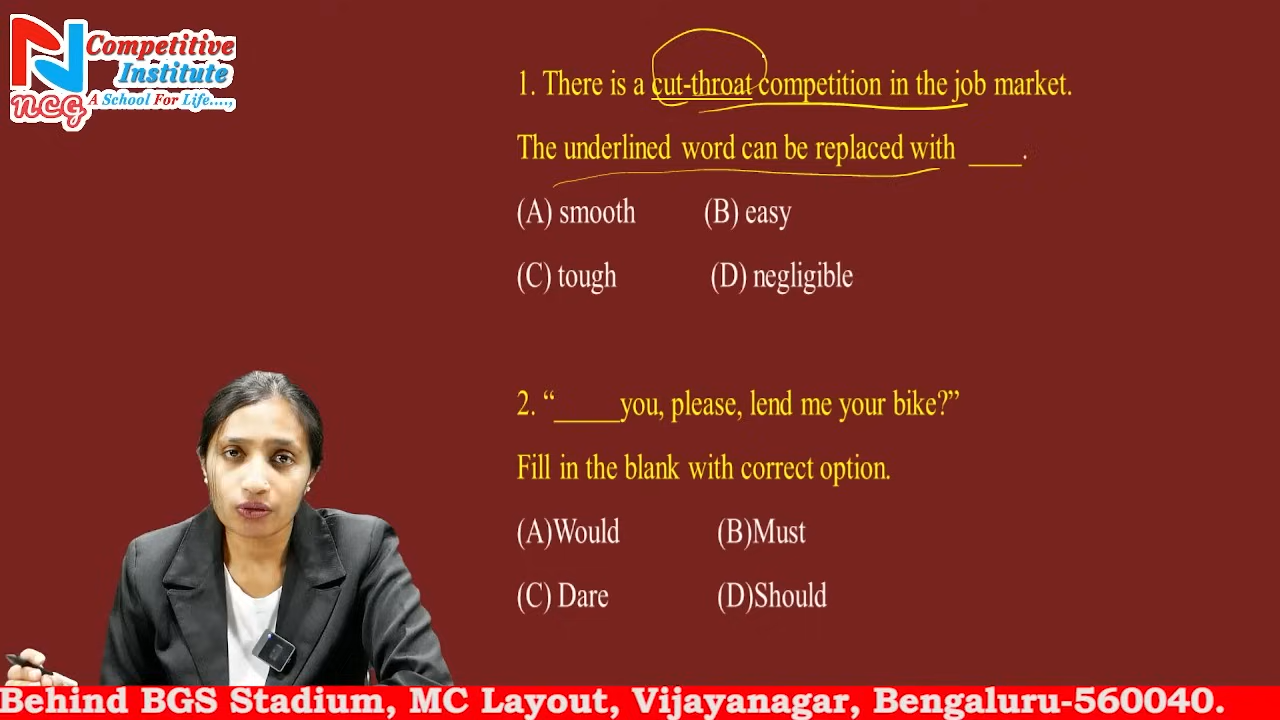 Competitive
Institute
NCG A School For Life....,
1. There is a cut-throat competition in the job market.
The underlined word can be replaced with ____.
(A) smooth (B) easy
(C) tough (D) negligible
2. “_____you, please, lend me your bike?”
Fill in the blank with correct option.
(A)Would (B)Must
(C) Dare (D)Should
Behind BGS Stadium, MC Layout, Vijayanagar, Bengaluru-560040.